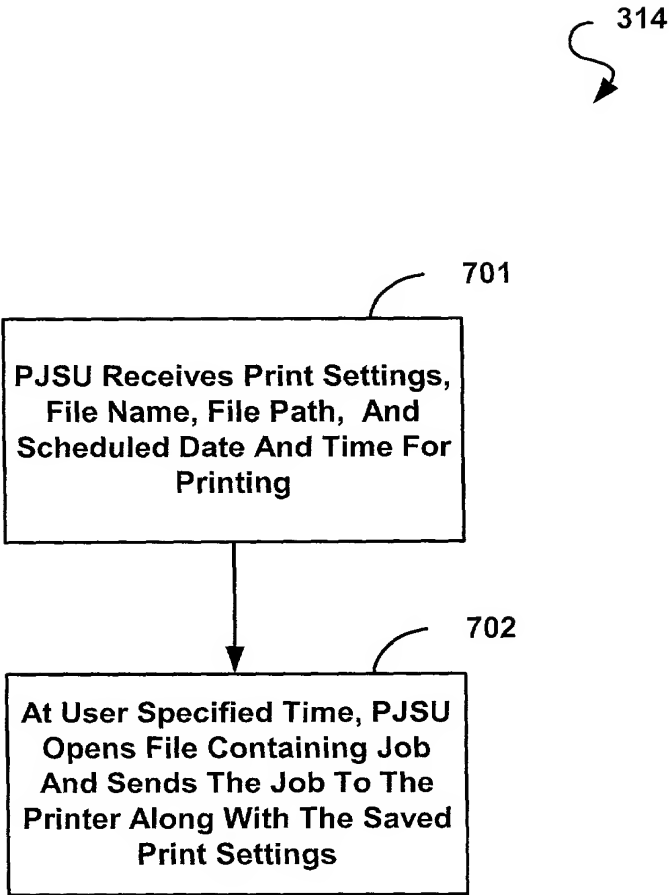 314
701
PJSU Receives Print Settings,
File Name, File Path, And
Scheduled Date And Time For
Printing
702
At User Specified Time, PJSU
Opens File Containing Job
And Sends The Job To The
Printer Along With The Saved
Print Settings